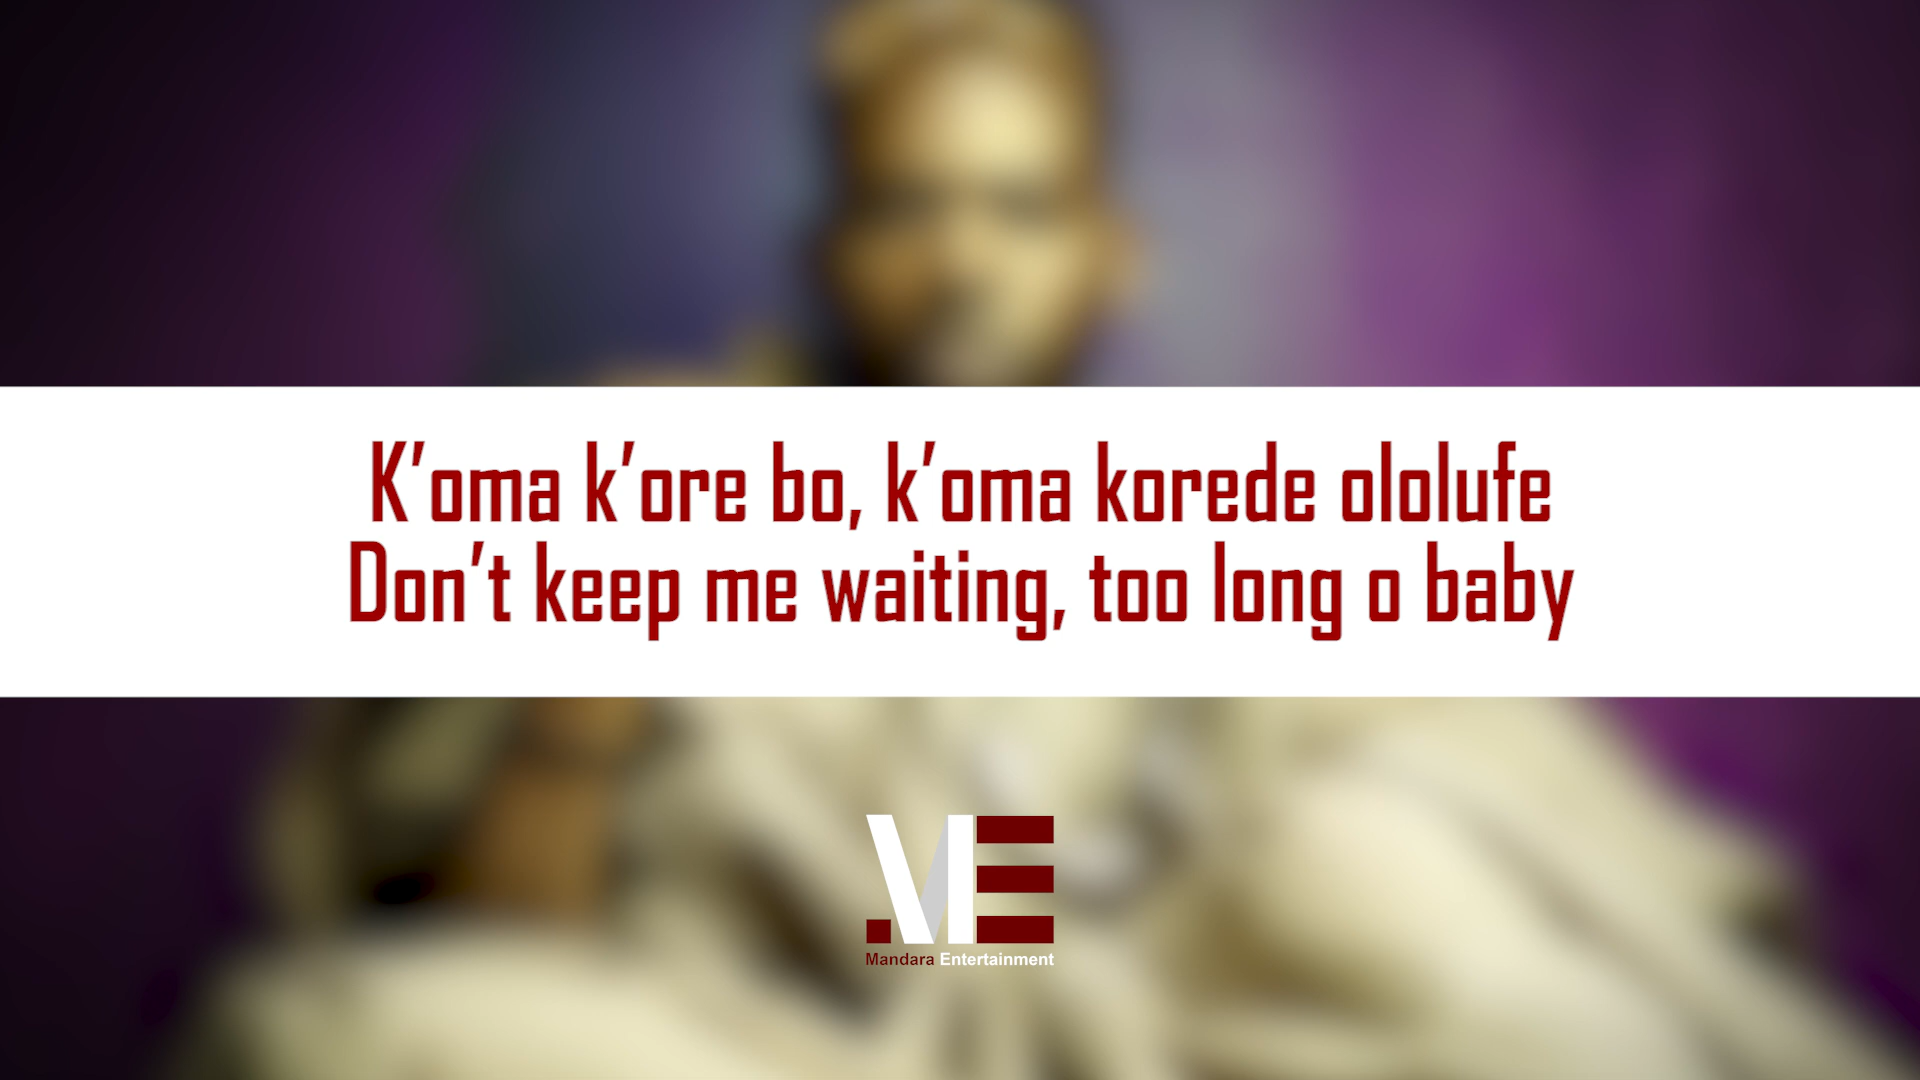 K’oma k’ore bo, k’oma korede ololufe
Don’t keep me waiting, too long o baby
ME
Mandara Entertainment